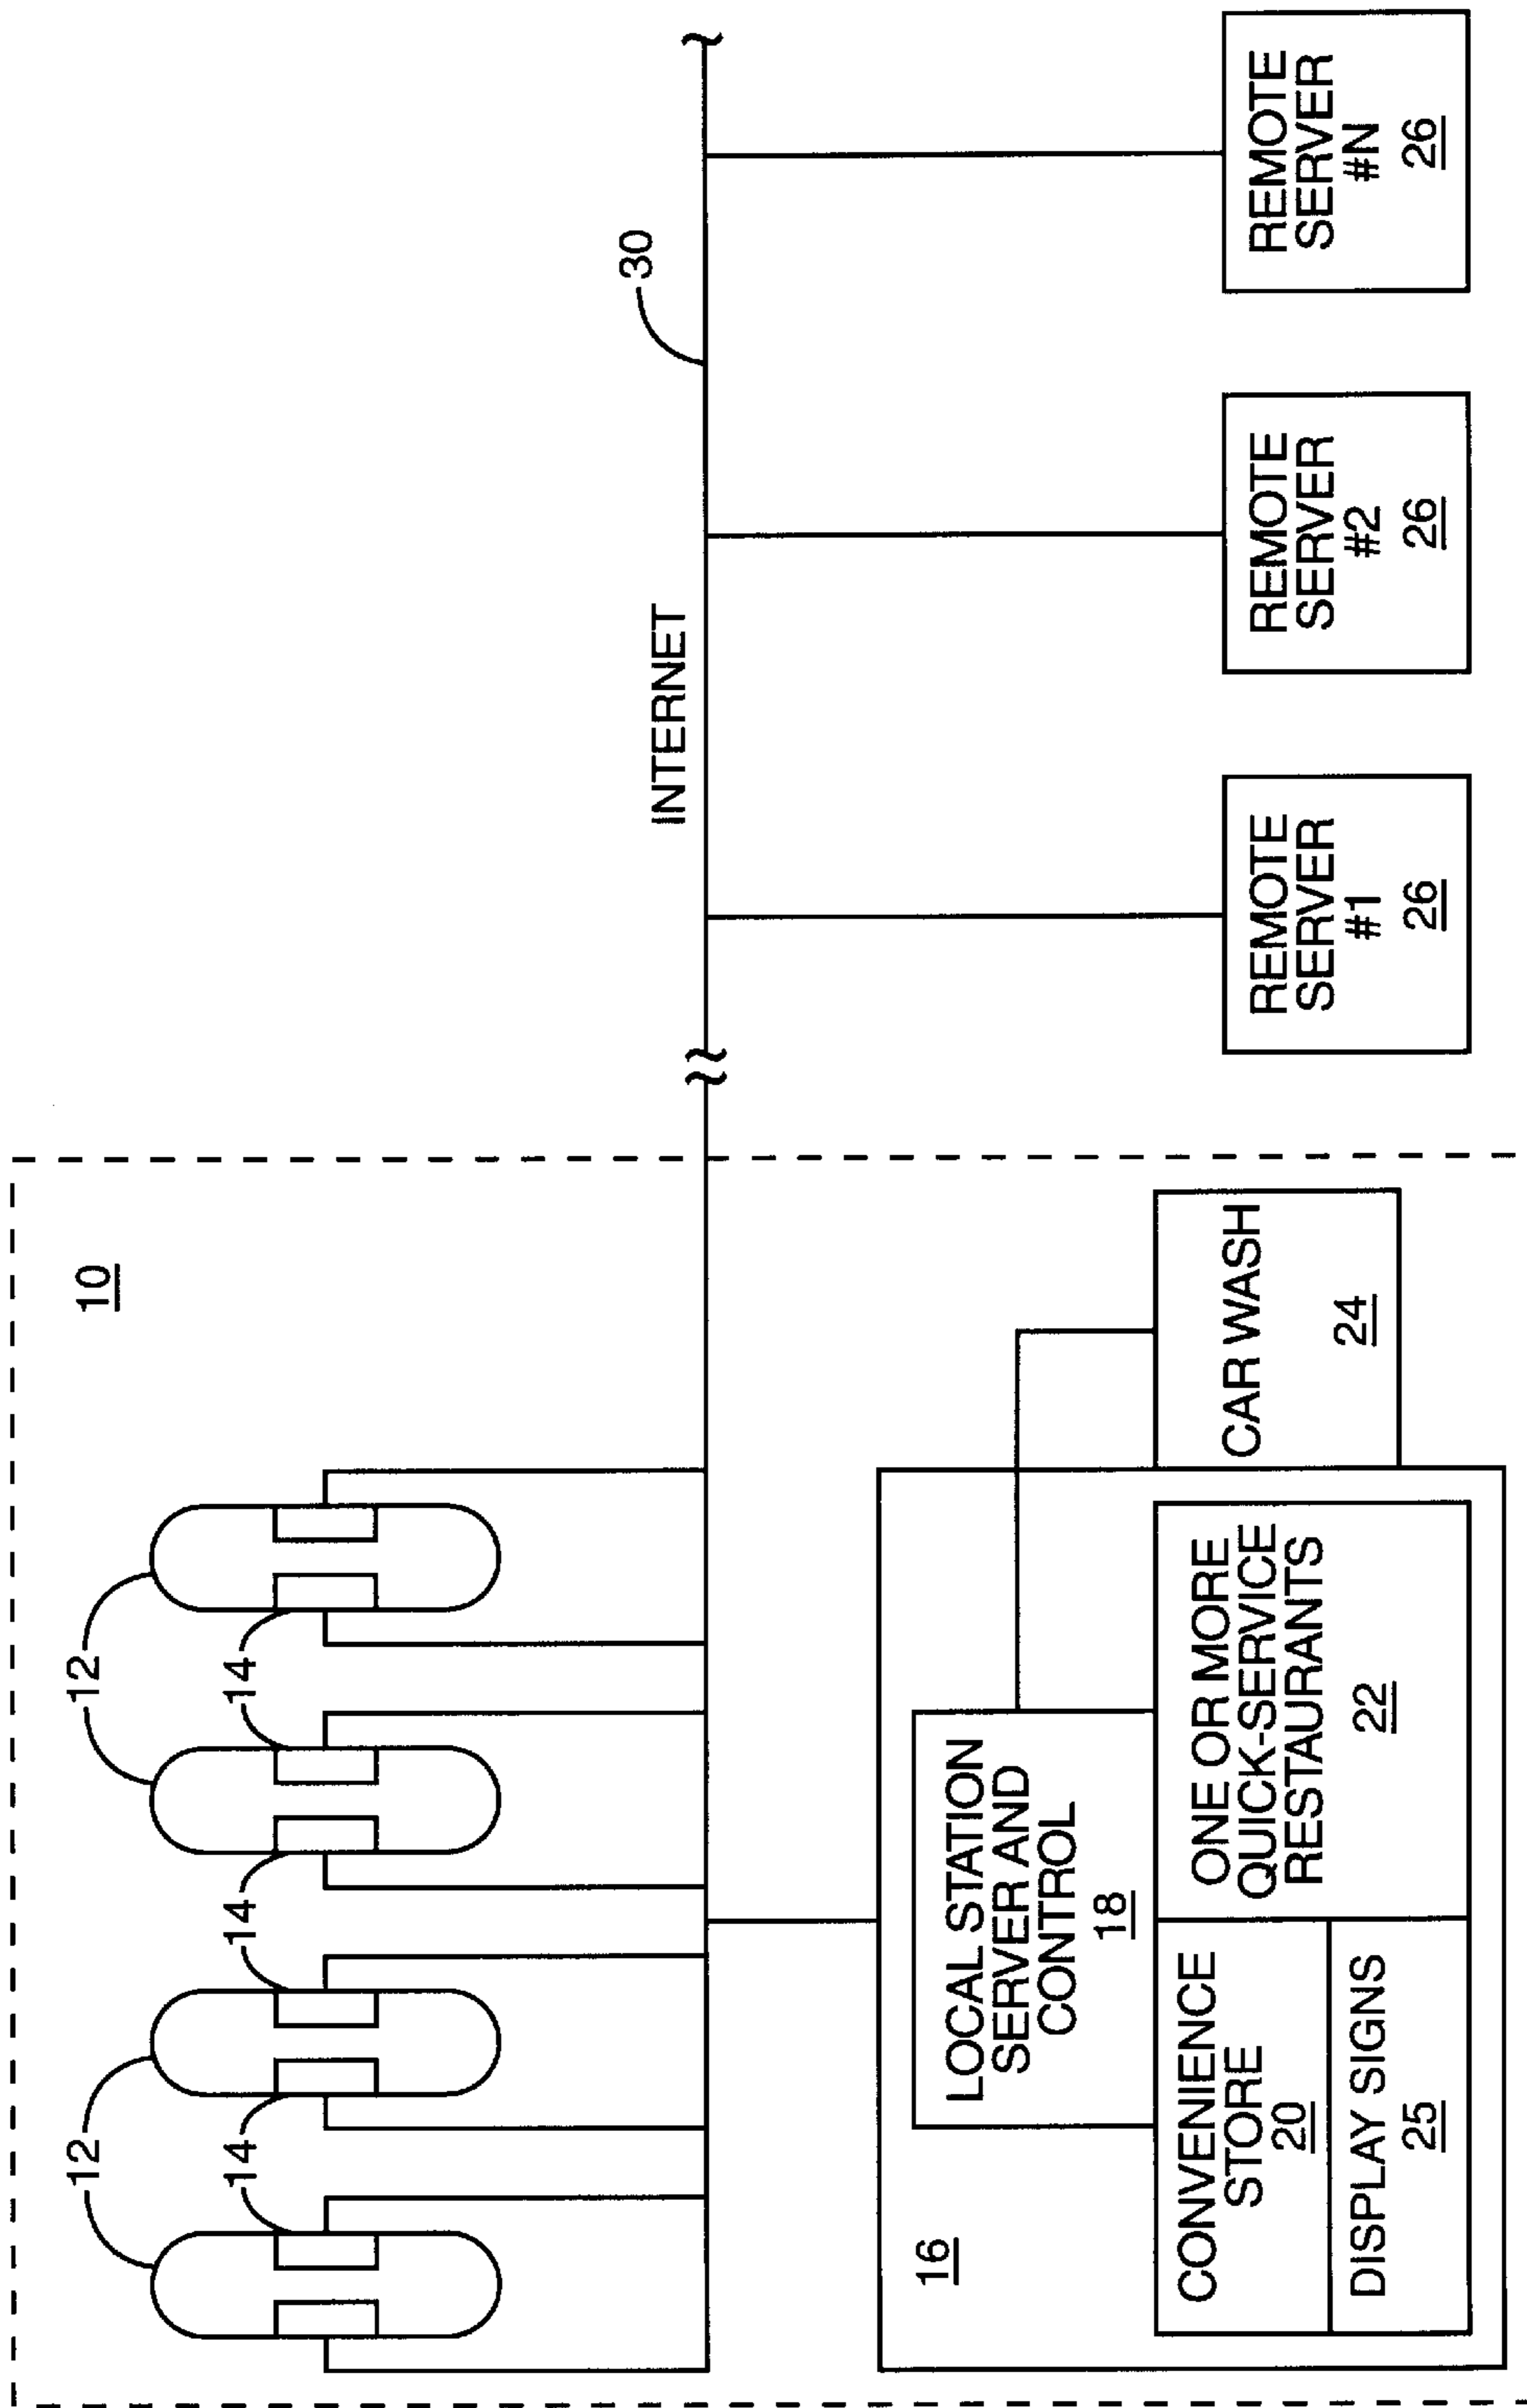 12
12
10
14
14
14
30
INTERNET
16
LOCAL STATION
SERVER AND
CONTROL
18
CONVENIENCE
STORE
20
DISPLAY SIGNS
25
ONE OR MORE
QUICK-SERVICE
RESTAURANTS
22
CAR WASH
24
REMOTE
SERVER
#1
26
REMOTE
SERVER
#2
26
REMOTE
SERVER
#N
26